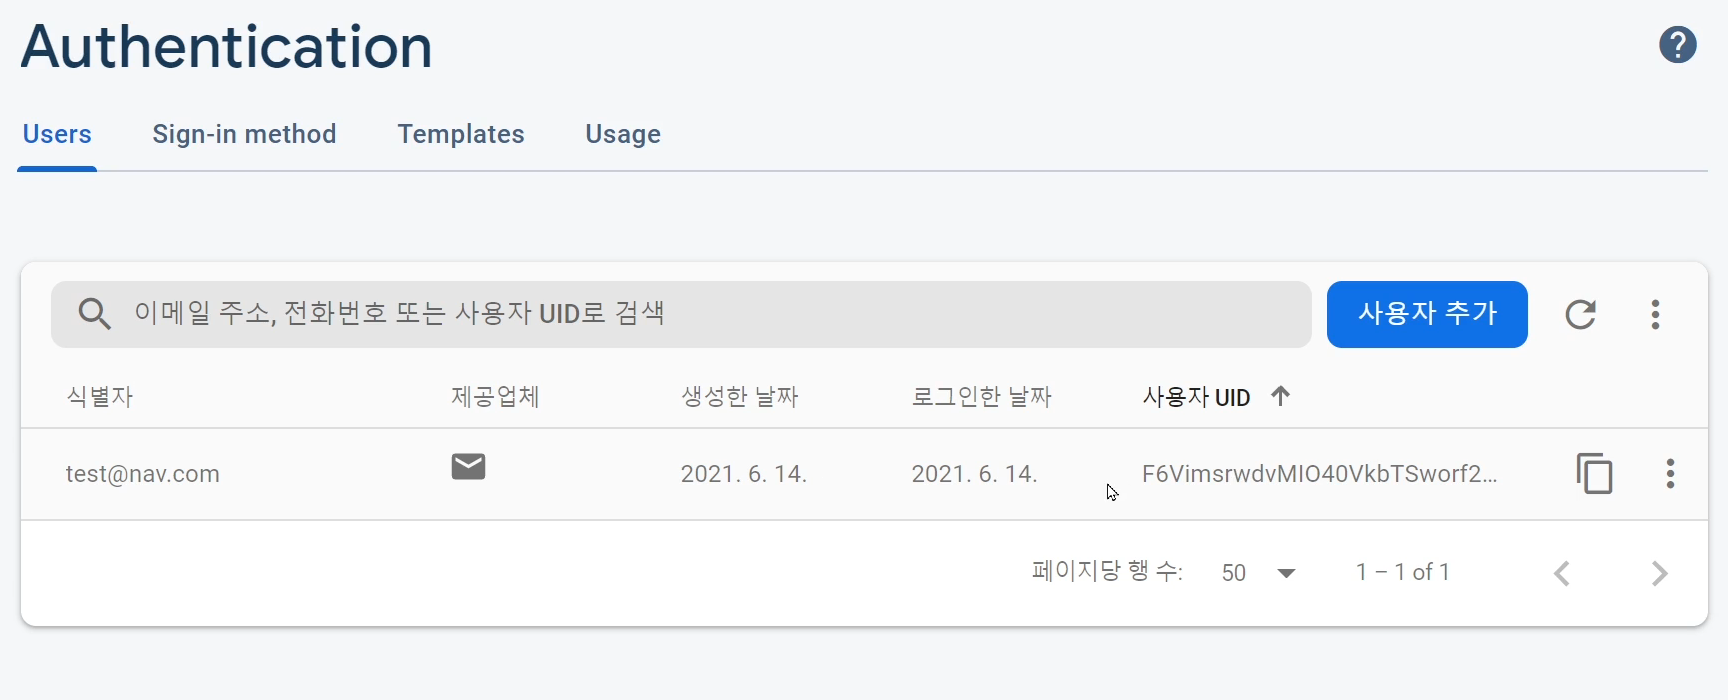 Authentication
Users Sign-in method Templates Usage
이메일 주소, 전화번호 또는 사용자 UID로 검색 사용자 추가
식별자 제공업체 생성한 날짜 로그인한 날짜 사용자 UID
test@nav.com 2021. 6. 14. 2021. 6. 14. F6VimsrwdvMIO40VkbTSworf2...
페이지당 행 수: 50 1 – 1 of 1